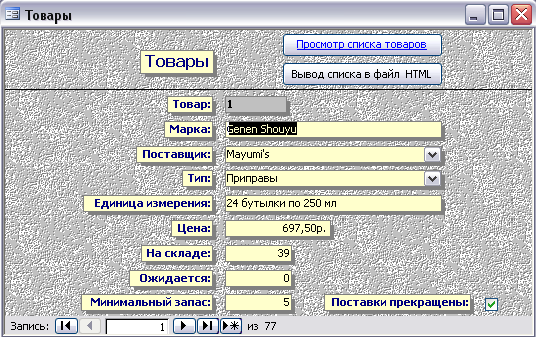 Товары
Просмотр списка товаров
Товары
Вывод списка в файл HTML
Товар: 1
Марка: Genen Shouyu
Поставщик: Mayumi's
Тип: Приправы
Единица измерения: 24 бутылки по 250 мл
Цена: 697,50р.
На складе: 39
Ожидается: 0
Минимальный запас: 5 Поставки прекращены:
Запись: 1 из 77